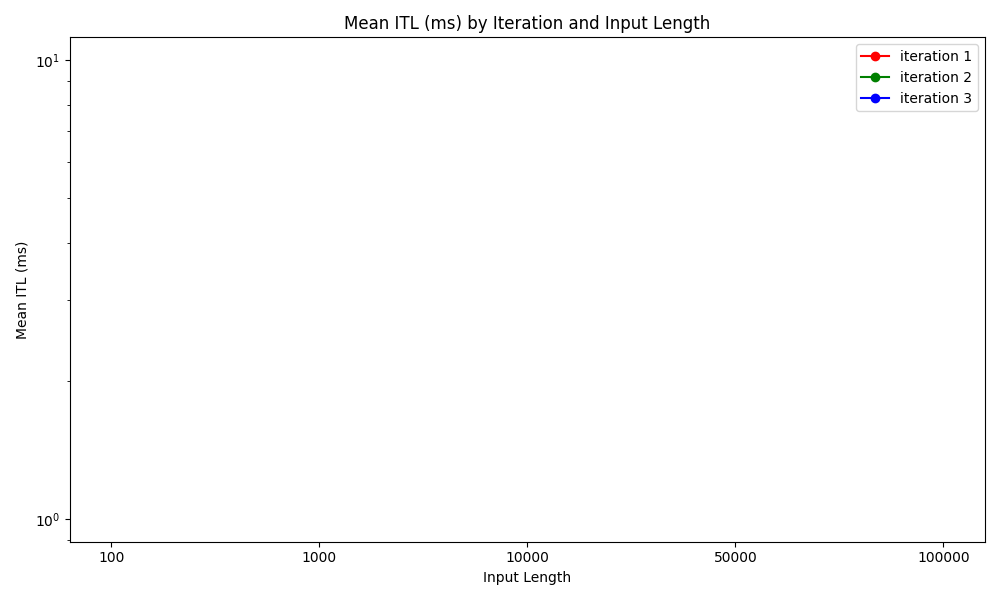 Mean ITL (ms) by Iteration and Input Length
iteration 1
iteration 2
iteration 3
Mean ITL (ms)
10¹
10⁰
100 1000 10000 50000 100000
Input Length